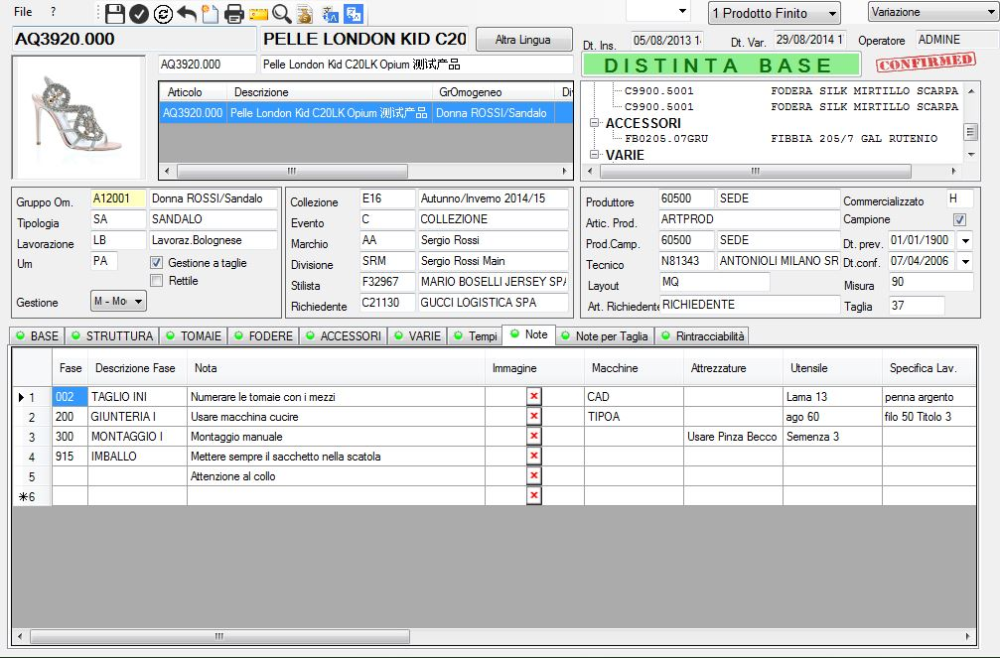 File ?
1 Prodotto Finito Variazione
AQ3920.000 PELLE LONDON KID C20 Altra Lingua Dt. Ins. 05/08/2013 1 Dt. Var. 29/08/2014 1 Operatore ADMINE
AQ3920.000 Pelle London Kid C20LK Opium 测试产品
DISTINTA BASE CONFIRMED
Articolo Descrizione GrOmogeneo Di
AQ3920.000 Pelle London Kid C20LK Opium 测试产品 Donna ROSSI/Sandalo
C9900.5001 FODERA SILK MIRTILLO SCARPA
C9900.5001 FODERA SILK MIRTILLO SCARPA
ACCESSORI
FB0205.07GRU FIBBIA 205/7 GAL RUTENIO
VARIE
Gruppo Om. A12001 Donna ROSSI/Sandalo
Tipologia SA SANDALO
Lavorazione LB Lavoraz.Bolognese
Um PA Gestione a taglie
Rettile
Gestione M - Mo
Collezione E16 Autunno/Inverno 2014/15
Evento C COLLEZIONE
Marchio AA Sergio Rossi
Divisione SRM Sergio Rossi Main
Stilista F32967 MARIO BOSELLI JERSEY SPA
Richiedente C21130 GUCCI LOGISTICA SPA
Produttore 60500 SEDE Commercializzato H
Artic. Prod. ARTPROD Campione
Prod.Camp. 60500 SEDE Dt. prev. 01/01/1900
Tecnico N81343 ANTONIOLI MILANO SR Dt.conf. 07/04/2006
Layout MQ Misura 90
Art. Richiedente RICHIEDENTE Taglia 37
BASE STRUTTURA TOMAIE FODERE ACCESSORI VARIE Tempi Note Note per Taglia Rintracciabilità
Fase Descrizione Fase Nota Immagine Macchine Attrezzature Utensile Specifica Lav.
1 002 TAGLIO INI Numerare le tomaie con i mezzi CAD Lama 13 penna argento
2 200 GIUNTERIA I Usare macchina cucire TIPOA ago 60 filo 50 Titolo 3
3 300 MONTAGGIO I Montaggio manuale Usare Pinza Becco Semenza 3
4 915 IMBALLO Mettere sempre il sacchetto nella scatola
5 Attenzione al collo
6